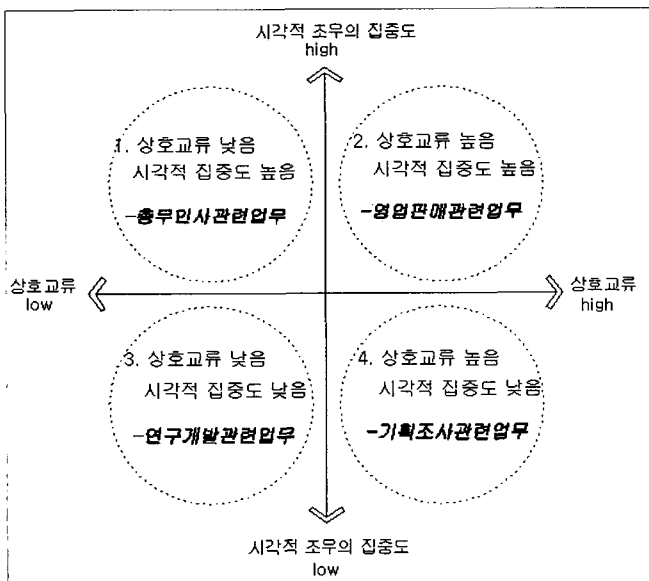 시각적 조우의 집중도
high
1. 상호교류 낮음
시각적 집중도 높음
-총무인사관련업무
2. 상호교류 높음
시각적 집중도 높음
-영업판매관련업무
상호교류
low
상호교류
high
3. 상호교류 낮음
시각적 집중도 낮음
-연구개발관련업무
4. 상호교류 높음
시각적 집중도 낮음
-기획조사관련업무
시각적 조우의 집중도
low